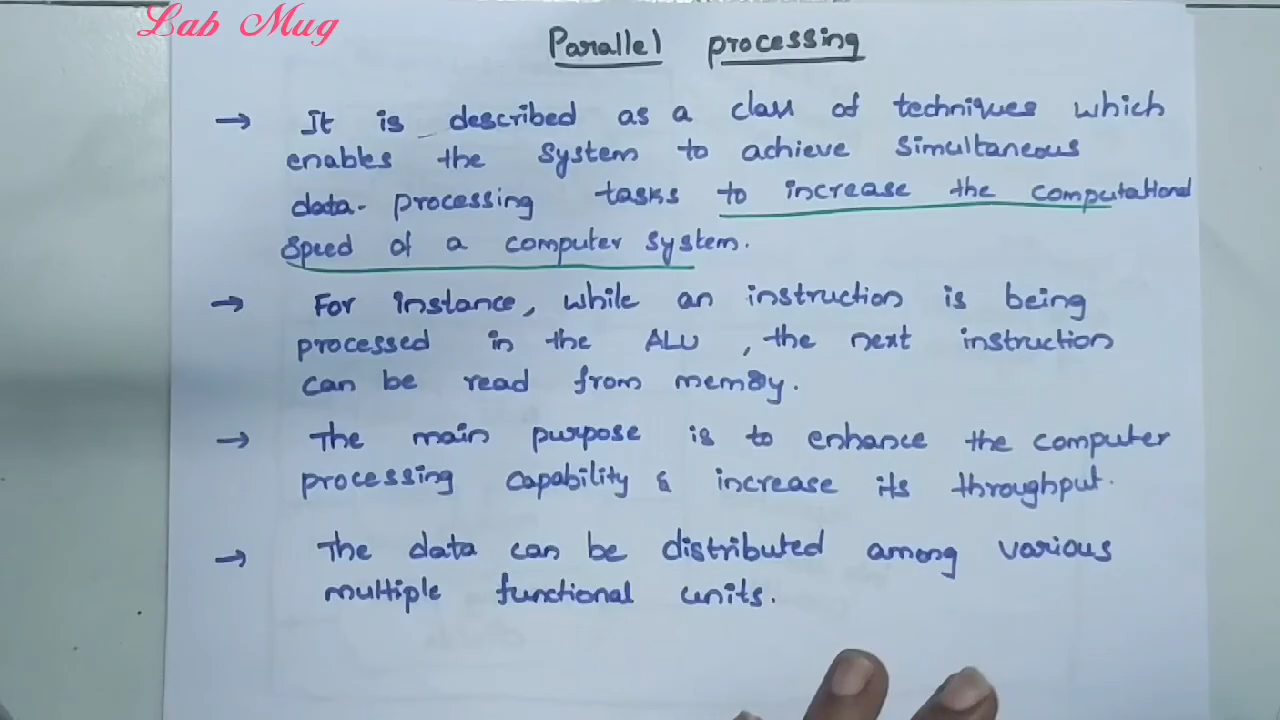 Lab Mug
Parallel processing
→ It is described as a class of techniques which
enables the system to achieve simultaneous
data-processing tasks to increase the computational
speed of a computer system.
→ For instance, while an instruction is being
processed in the ALU, the next instruction
can be read from memory.
→ The main purpose is to enhance the computer
processing capability & increase its throughput.
→ The data can be distributed among various
multiple functional units.